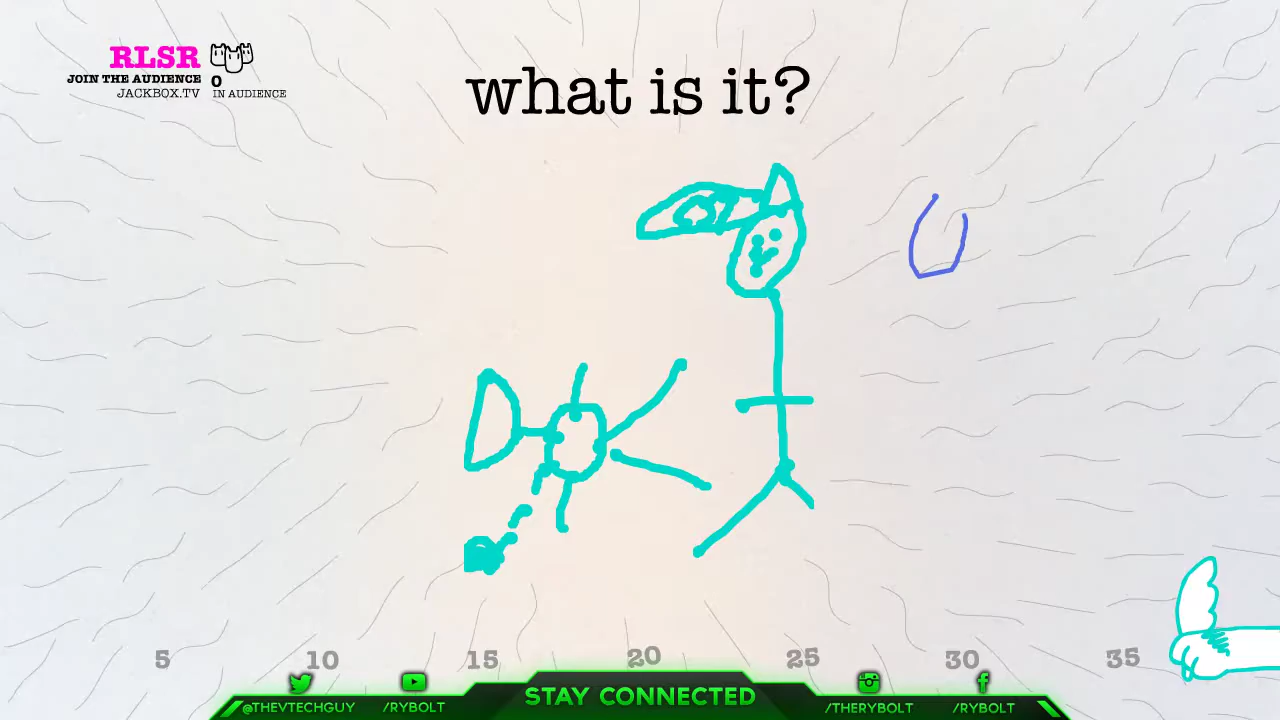 RLSR
JOIN THE AUDIENCE
JACKBOX.TV
0
IN AUDIENCE
what is it?
5 10 15 20 25 30 35
STAY CONNECTED
@THEVTECHGUY /RYBOLT /THERYBOLT /RYBOLT